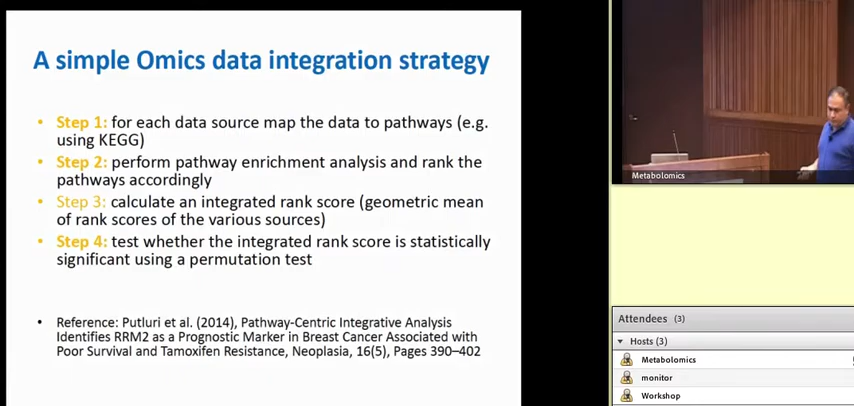 A simple Omics data integration strategy
• Step 1: for each data source map the data to pathways (e.g.
using KEGG)
• Step 2: perform pathway enrichment analysis and rank the
pathways accordingly
• Step 3: calculate an integrated rank score (geometric mean
of rank scores of the various sources)
• Step 4: test whether the integrated rank score is statistically
significant using a permutation test
• Reference: Putluri et al. (2014), Pathway-Centric Integrative Analysis
Identifies RRM2 as a Prognostic Marker in Breast Cancer Associated with
Poor Survival and Tamoxifen Resistance, Neoplasia, 16(5), Pages 390–402
Metabolomics
Attendees (3)
Hosts (3)
Metabolomics
monitor
Workshop